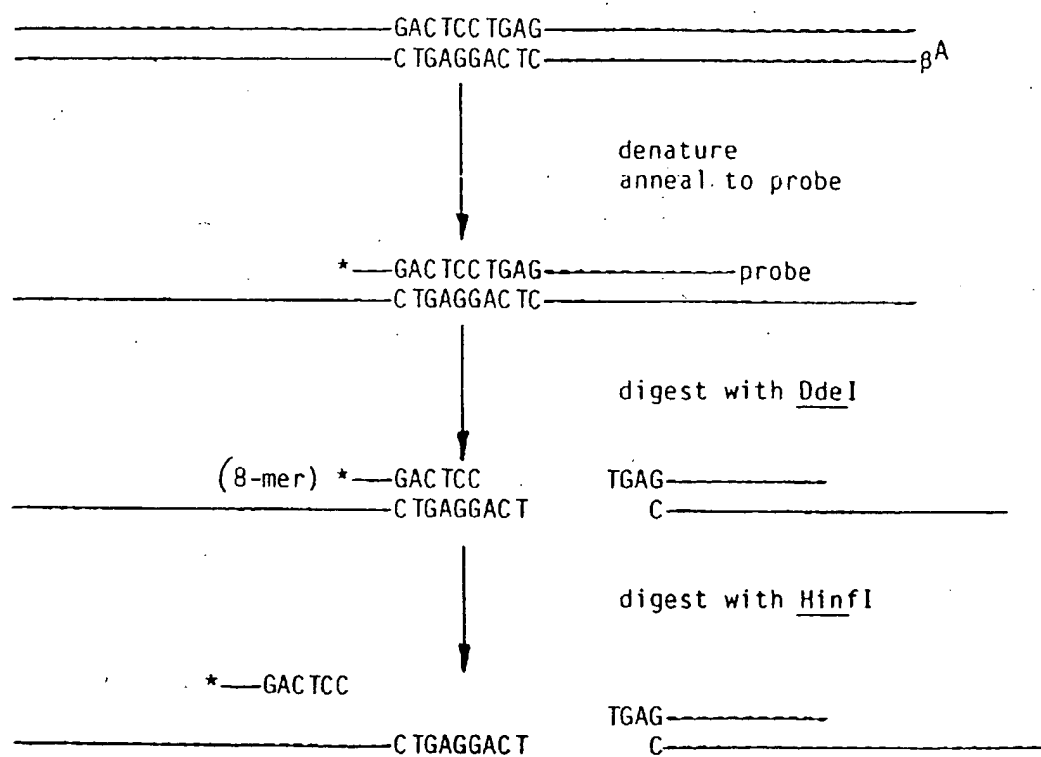 GACTCCTGAG
CTGAGGACTC βA
denature
anneal to probe
*—GACTCCTGAG probe
CTGAGGACTC
digest with DdeI
(8-mer) *—GACTCC TGAG
CTGAGGACT C
digest with HinfI
*—GACTCC
TGAG
CTGAGGACT C